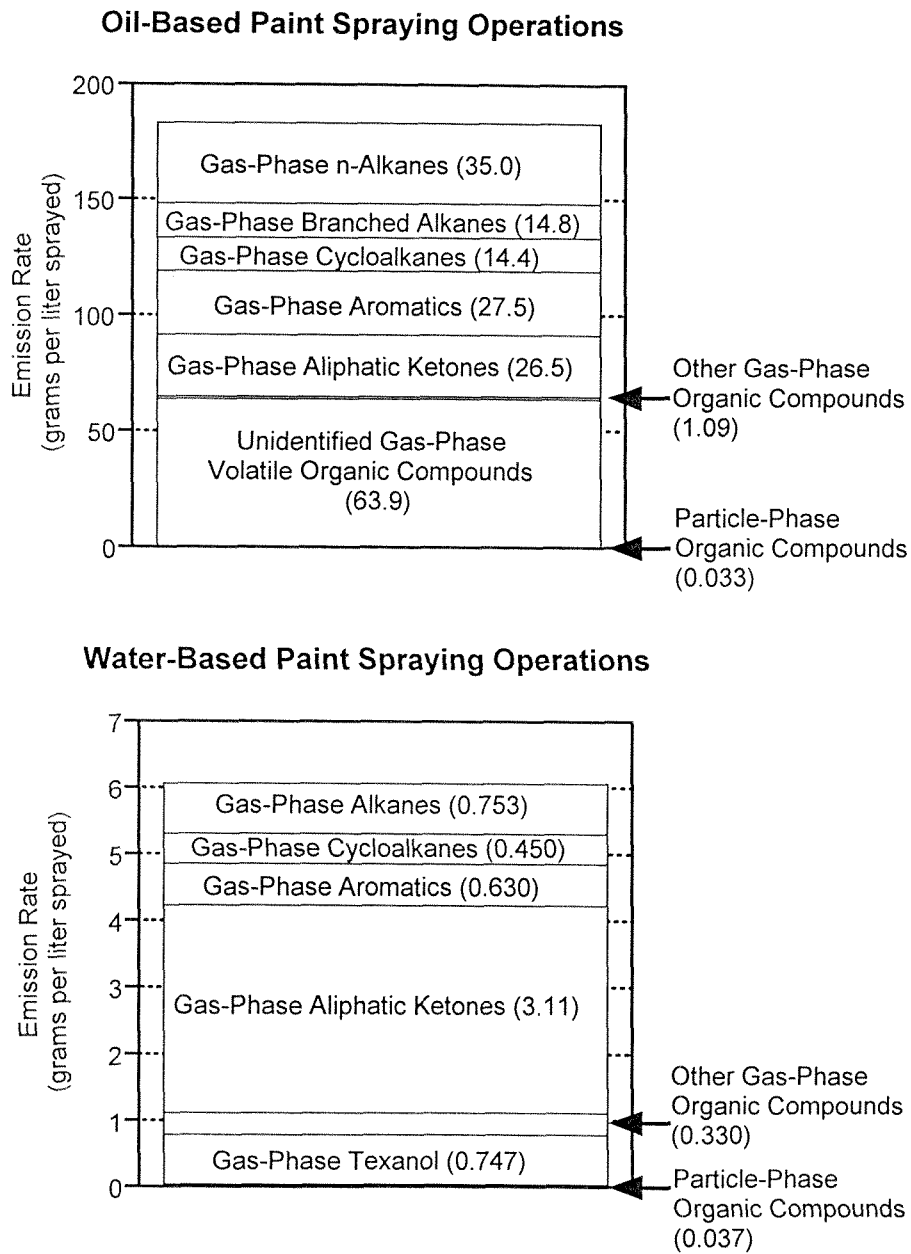 Oil-Based Paint Spraying Operations
200
150
100
50
0
Emission Rate
(grams per liter sprayed)
Gas-Phase n-Alkanes (35.0)
Gas-Phase Branched Alkanes (14.8)
Gas-Phase Cycloalkanes (14.4)
Gas-Phase Aromatics (27.5)
Gas-Phase Aliphatic Ketones (26.5)
Unidentified Gas-Phase
Volatile Organic Compounds
(63.9)
Other Gas-Phase
Organic Compounds
(1.09)
Particle-Phase
Organic Compounds
(0.033)
Water-Based Paint Spraying Operations
7
6
5
4
3
2
1
0
Emission Rate
(grams per liter sprayed)
Gas-Phase Alkanes (0.753)
Gas-Phase Cycloalkanes (0.450)
Gas-Phase Aromatics (0.630)
Gas-Phase Aliphatic Ketones (3.11)
Gas-Phase Texanol (0.747)
Other Gas-Phase
Organic Compounds
(0.330)
Particle-Phase
Organic Compounds
(0.037)